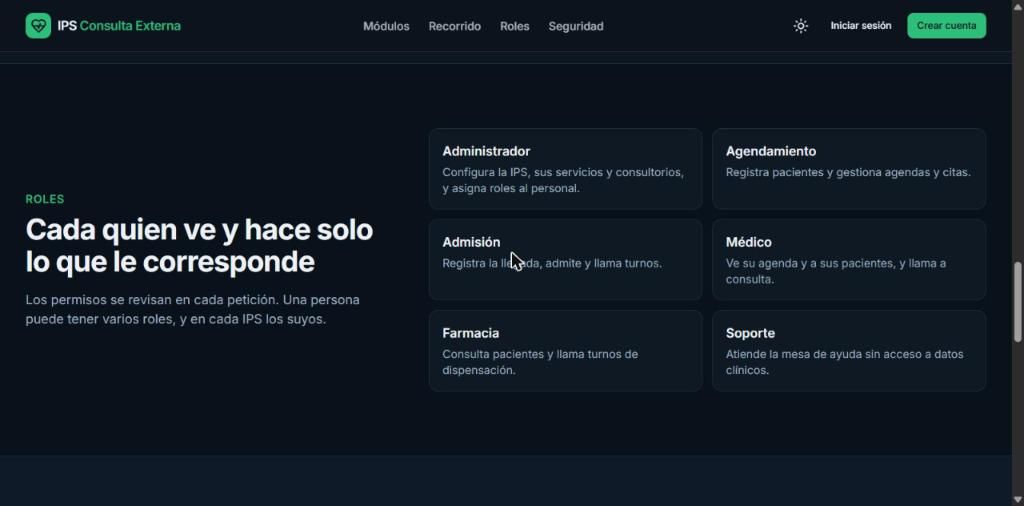 IPS Consulta Externa
Módulos
Recorrido
Roles
Seguridad
Iniciar sesión
Crear cuenta
ROLES
Cada quien ve y hace solo
lo que le corresponde
Los permisos se revisan en cada petición. Una persona
puede tener varios roles, y en cada IPS los suyos.
Administrador
Configura la IPS, sus servicios y consultorios,
y asigna roles al personal.
Agendamiento
Registra pacientes y gestiona agendas y citas.
Admisión
Registra la llegada, admite y llama turnos.
Médico
Ve su agenda y a sus pacientes, y llama a
consulta.
Farmacia
Consulta pacientes y llama turnos de
dispensación.
Soporte
Atiende la mesa de ayuda sin acceso a datos
clínicos.